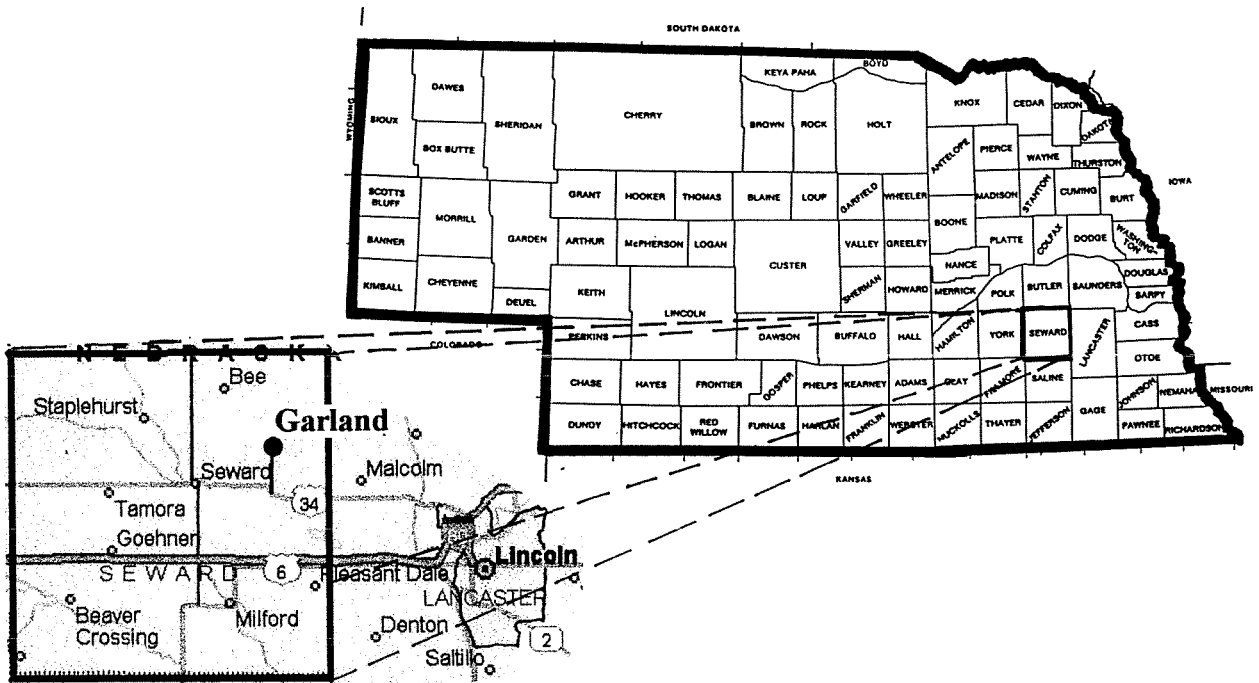 SOUTH DAKOTA
WYOMING
IOWA
MISSOURI
KANSAS
COLORADO
SIOUX
DAWES
BOX BUTTE
SHERIDAN
CHERRY
KEYA PAHA
BOYD
BROWN
ROCK
HOLT
KNOX
CEDAR
DIXON
DAKOTA
ANTELOPE
PIERCE
WAYNE
THURSTON
SCOTTS
BLUFF
MORRILL
GARDEN
GRANT
HOOKER
THOMAS
BLAINE
LOUP
GARFIELD
WHEELER
BOONE
MADISON
STANTON
CUMING
BURT
BANNER
ARTHUR
McPHERSON
LOGAN
CUSTER
VALLEY
GREELEY
NANCE
PLATTE
COLFAX
DODGE
WASHING-
TON
KIMBALL
CHEYENNE
DEUEL
KEITH
LINCOLN
SHERMAN
HOWARD
MERRICK
POLK
BUTLER
SAUNDERS
DOUGLAS
SARPY
PERKINS
DAWSON
BUFFALO
HALL
HAMILTON
YORK
SEWARD
LANCASTER
CASS
OTOE
CHASE
HAYES
FRONTIER
GOSPER
PHELPS
KEARNEY
ADAMS
CLAY
FILLMORE
SALINE
GAGE
JOHNSON
NEMAHA
DUNDY
HITCHCOCK
RED
WILLOW
FURNAS
HARLAN
FRANKLIN
WEBSTER
NUCKOLLS
THAYER
JEFFERSON
PAWNEE
RICHARDSON
Bee
Staplehurst
Garland
Seward
Malcolm
34
Tamora
Goehner
Lincoln
SEWARD
6
Pleasant Dale
LANCASTER
Beaver
Crossing
Milford
Denton
2
Saltillo